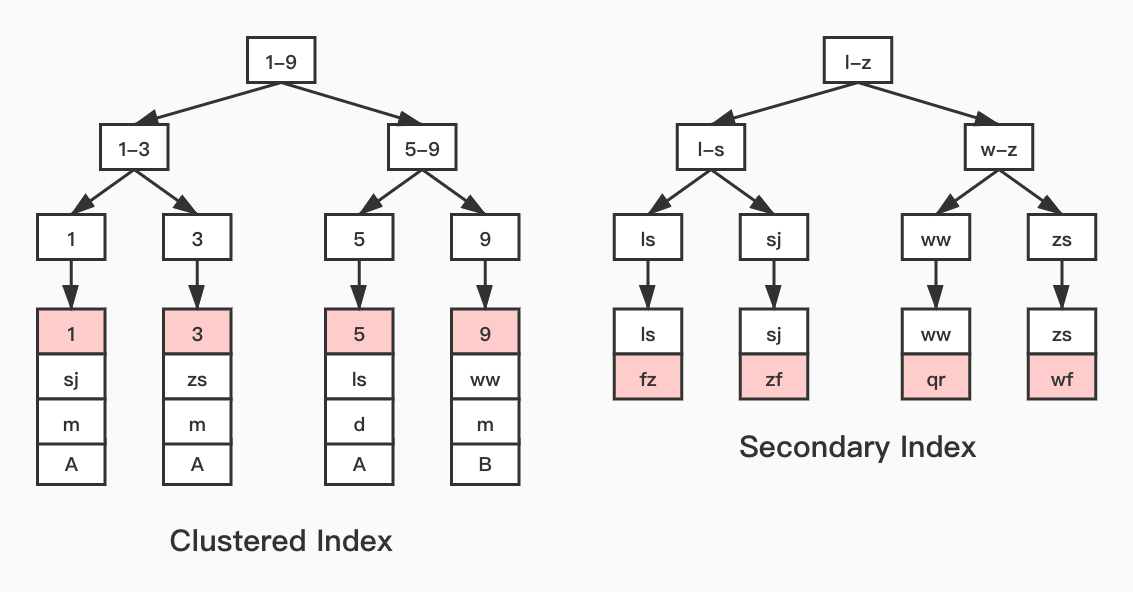 1–9
l–z
1–3
5–9
l–s
w–z
1
3
5
9
ls
sj
ww
zs
1
3
5
9
ls
sj
ww
zs
sj
zs
ls
ww
fz
zf
qr
wf
m
m
d
m
A
A
A
B
Secondary Index
Clustered Index